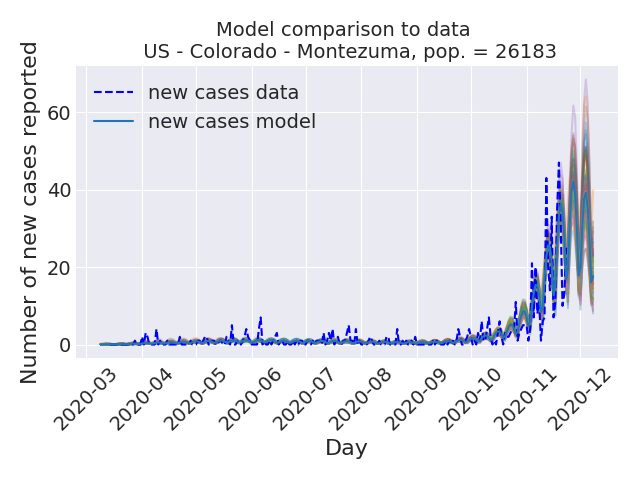 Model comparison to data
US - Colorado - Montezuma, pop. = 26183
Number of new cases reported
new cases data
new cases model
60
40
20
0
2020-03
2020-04
2020-05
2020-06
2020-07
2020-08
2020-09
2020-10
2020-11
2020-12
Day